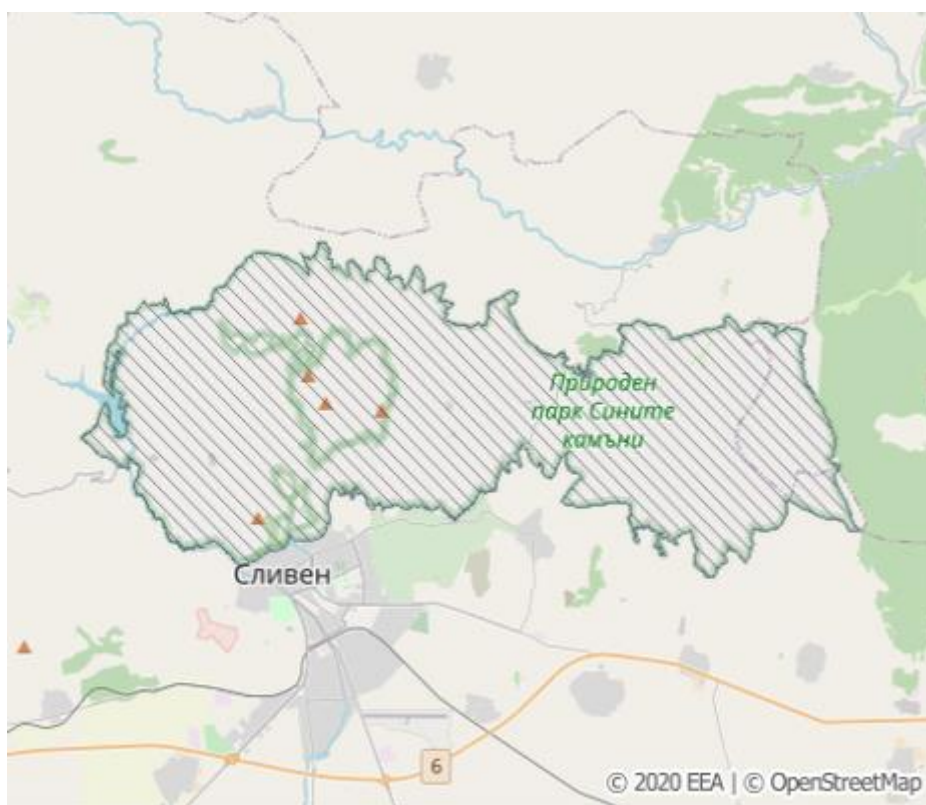 Природен
парк Сините
камъни
Сливен
6
© 2020 EEA | © OpenStreetMap